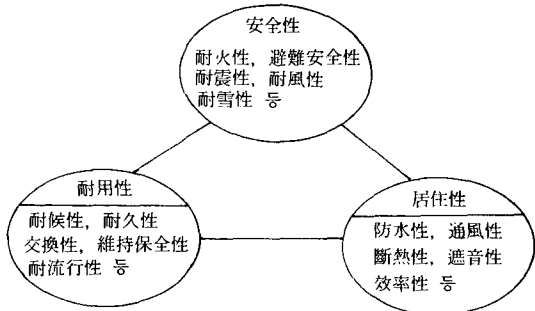 安全性
耐火性, 避難安全性
耐震性, 耐風性
耐雪性 등
耐用性
耐候性, 耐久性
交換性, 維持保全性
耐流行性 등
居住性
防水性, 通風性
斷熱性, 遮音性
效率性 등